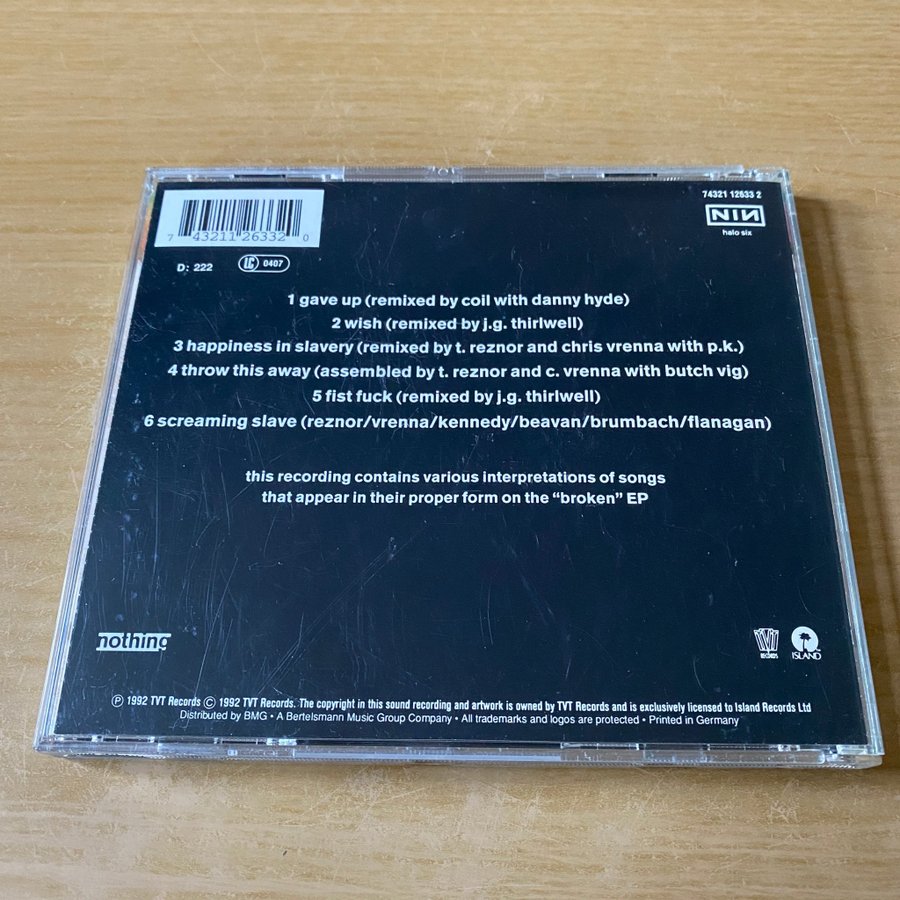 74321 12633 2
NIN
halo six
7 43211 26332 0
D: 222
LC 0407
1 gave up (remixed by coil with danny hyde)
2 wish (remixed by j.g. thirlwell)
3 happiness in slavery (remixed by t. reznor and chris vrenna with p.k.)
4 throw this away (assembled by t. reznor and c. vrenna with butch vig)
5 fist fuck (remixed by j.g. thirlwell)
6 screaming slave (reznor/vrenna/kennedy/beavan/brumbach/flanagan)
this recording contains various interpretations of songs
that appear in their proper form on the “broken” EP
nothing
TVT
records
ISLAND
Ⓟ 1992 TVT Records © 1992 TVT Records. The copyright in this sound recording and artwork is owned by TVT Records and is exclusively licensed to Island Records Ltd
Distributed by BMG • A Bertelsmann Music Group Company • All trademarks and logos are protected • Printed in Germany